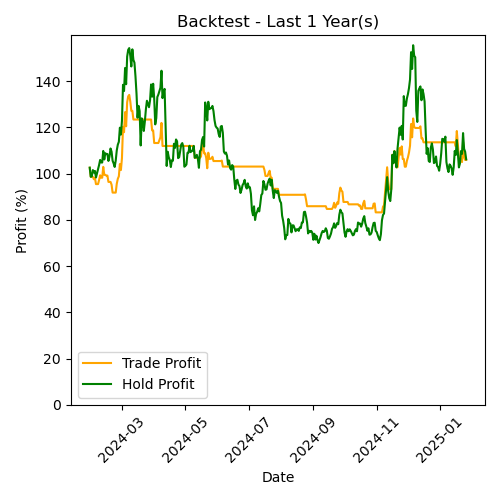 Backtest - Last 1 Year(s)
Profit (%)
140
120
100
80
60
40
20
0
Trade Profit
Hold Profit
2024-03
2024-05
2024-07
2024-09
2024-11
2025-01
Date